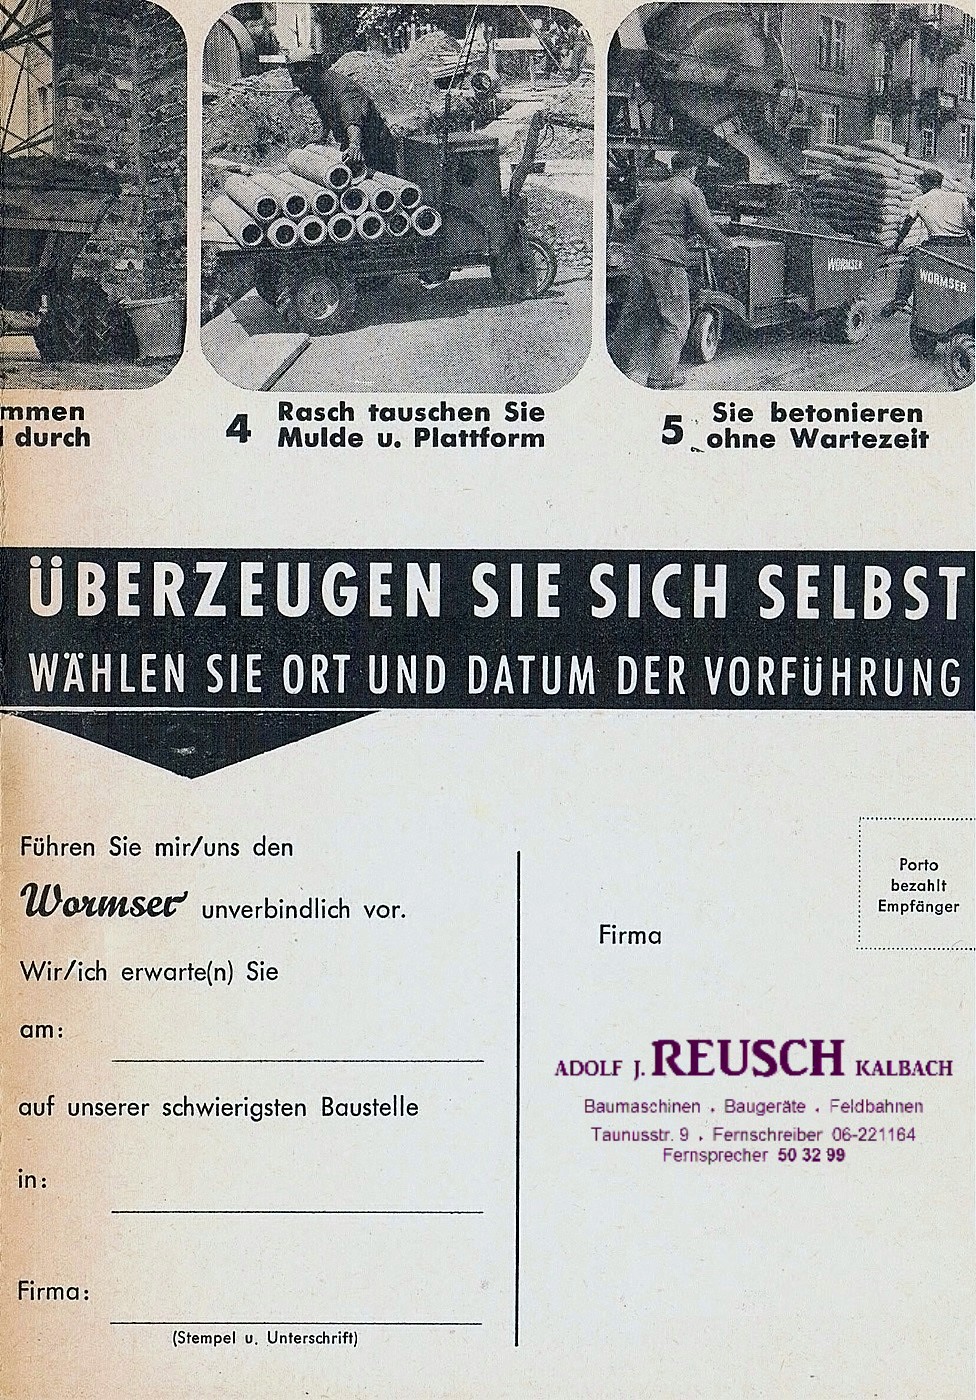 WORMSER
WORMSER
mmen
durch
4 Rasch tauschen Sie
Mulde u. Plattform
5 Sie betonieren
ohne Wartezeit
ÜBERZEUGEN SIE SICH SELBST
WÄHLEN SIE ORT UND DATUM DER VORFÜHRUNG
Führen Sie mir/uns den
Wormser unverbindlich vor.
Wir/ich erwarte(n) Sie
am:
auf unserer schwierigsten Baustelle
in:
Firma:
(Stempel u. Unterschrift)
Porto
bezahlt
Empfänger
Firma
ADOLF J. REUSCH KALBACH
Baumaschinen . Baugeräte . Feldbahnen
Taunusstr. 9 . Fernschreiber 06-221164
Fernsprecher 50 32 99